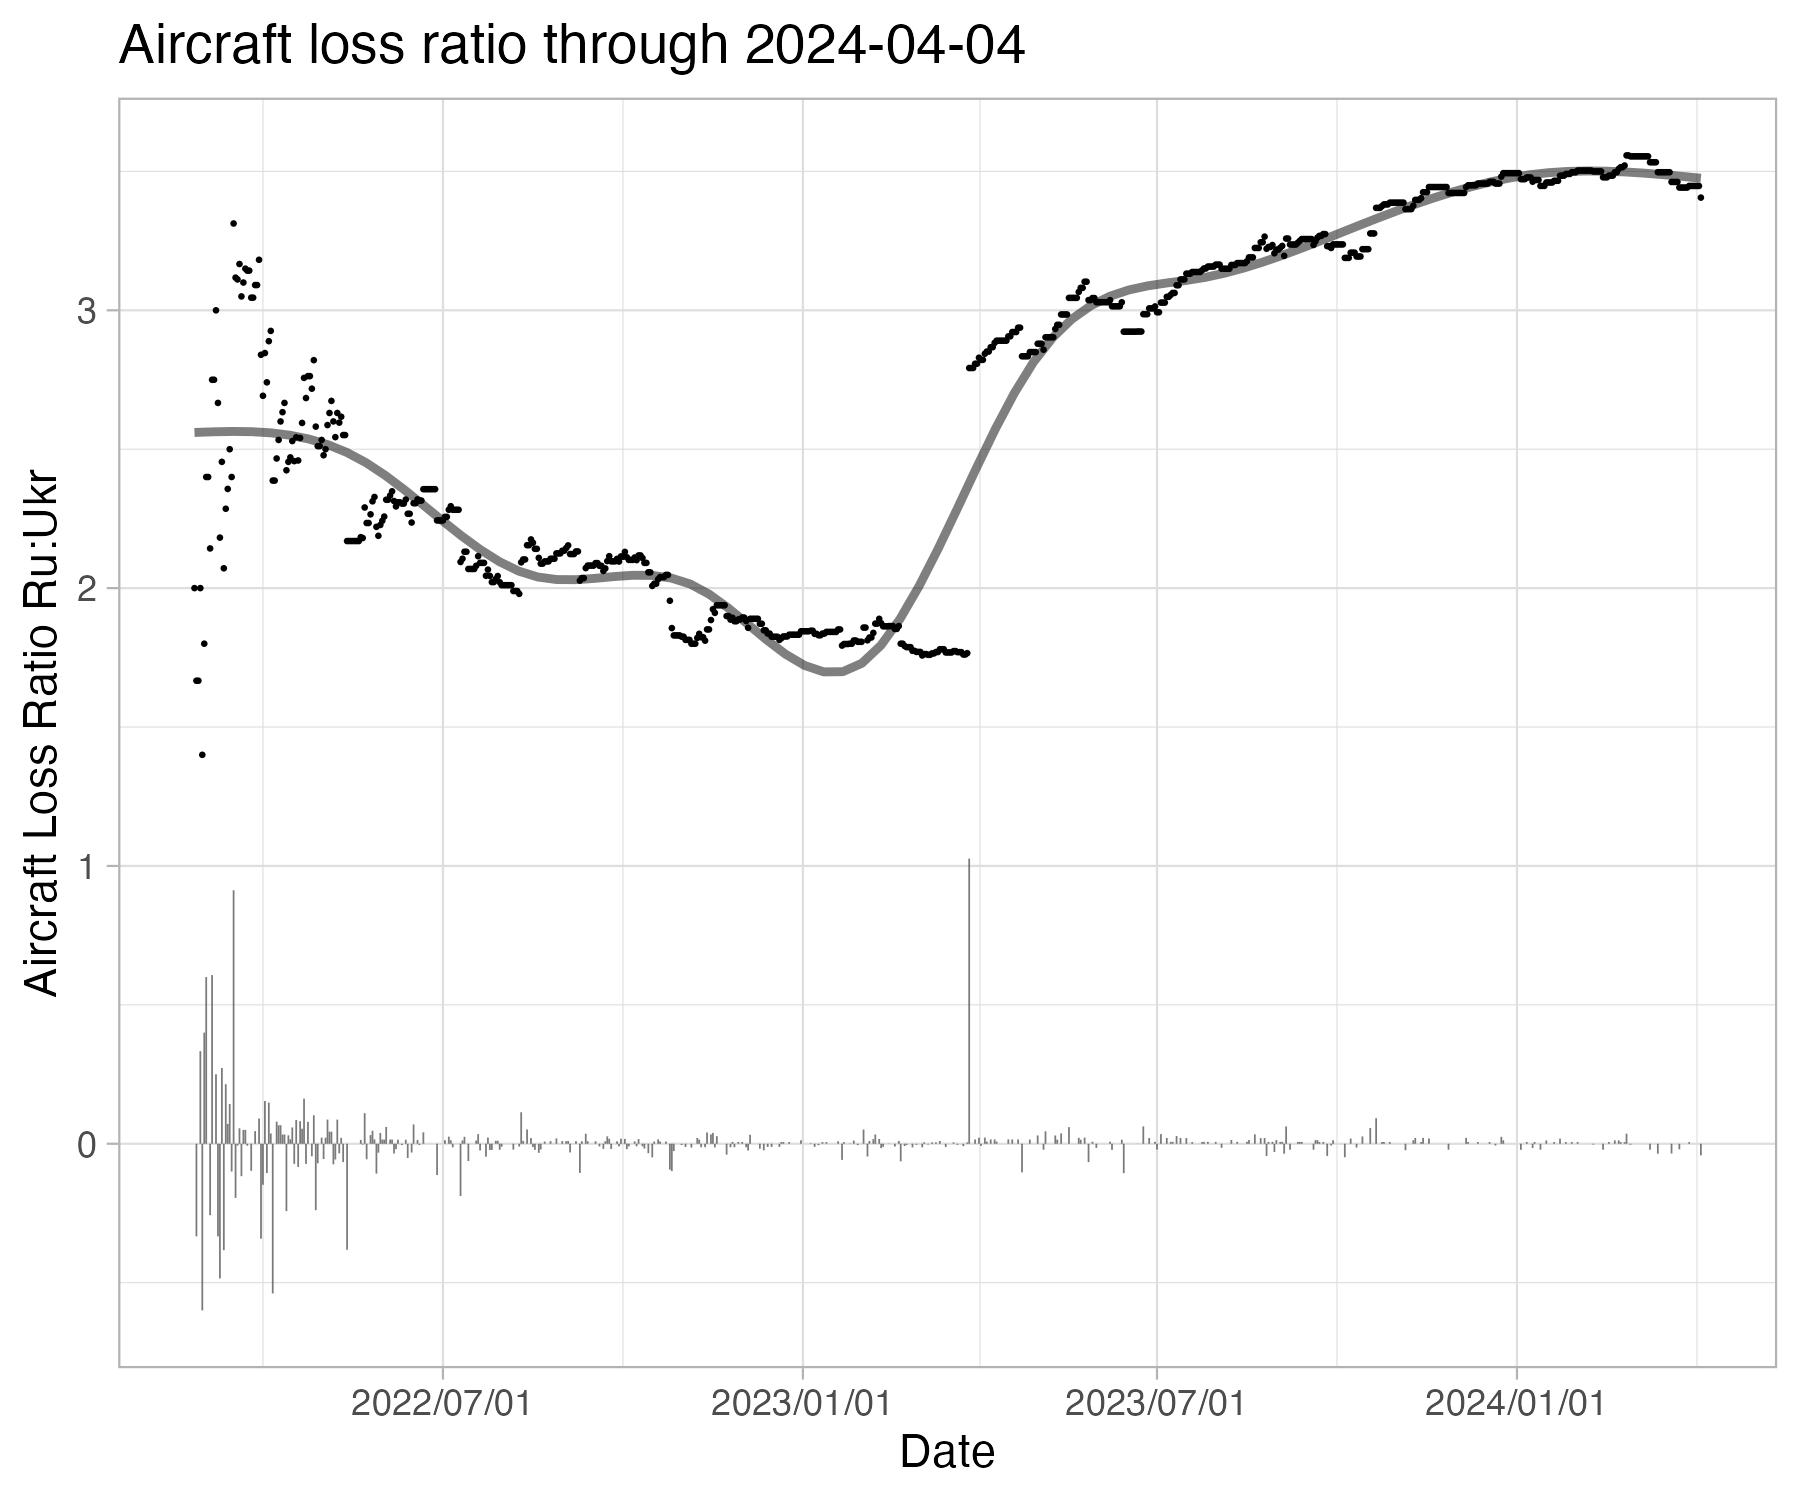 Aircraft loss ratio through 2024-04-04
Aircraft Loss Ratio Ru:Ukr
3
2
1
0
2022/07/01
2023/01/01
2023/07/01
2024/01/01
Date